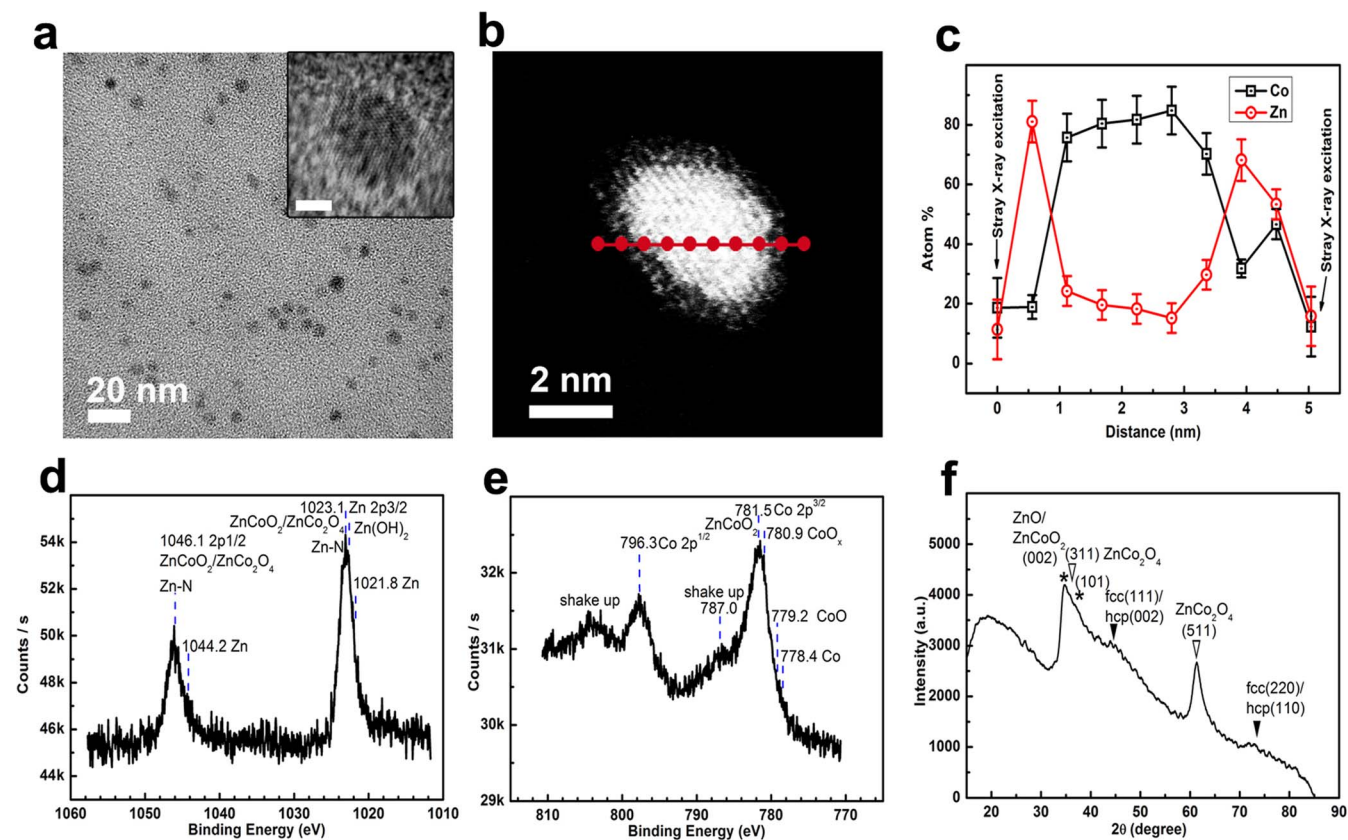 a
20 nm
b
2 nm
c
Co
Zn
Stray X-ray excitation
Stray X-ray excitation
Atom %
80
60
40
20
0
0 1 2 3 4 5
Distance (nm)
d
1023.1 Zn 2p3/2
ZnCoO2/ZnCo2O4
Zn(OH)2
Zn-N
1046.1 2p1/2
ZnCoO2/ZnCo2O4
Zn-N
1021.8 Zn
1044.2 Zn
Counts / s
54k
52k
50k
48k
46k
44k
1060 1050 1040 1030 1020 1010
Binding Energy (eV)
e
781.5 Co 2p3/2
ZnCoO2
780.9 CoOx
796.3 Co 2p1/2
shake up
shake up
787.0
779.2 CoO
778.4 Co
Counts / s
32k
31k
30k
29k
810 800 790 780 770
Binding Energy (eV)
f
ZnO/
ZnCoO2
(002)
(311) ZnCo2O4
* *
(101)
fcc(111)/
hcp(002)
ZnCo2O4
(511)
fcc(220)/
hcp(110)
Intensity (a.u.)
5000
4000
3000
2000
1000
0
20 30 40 50 60 70 80 90
2θ (degree)